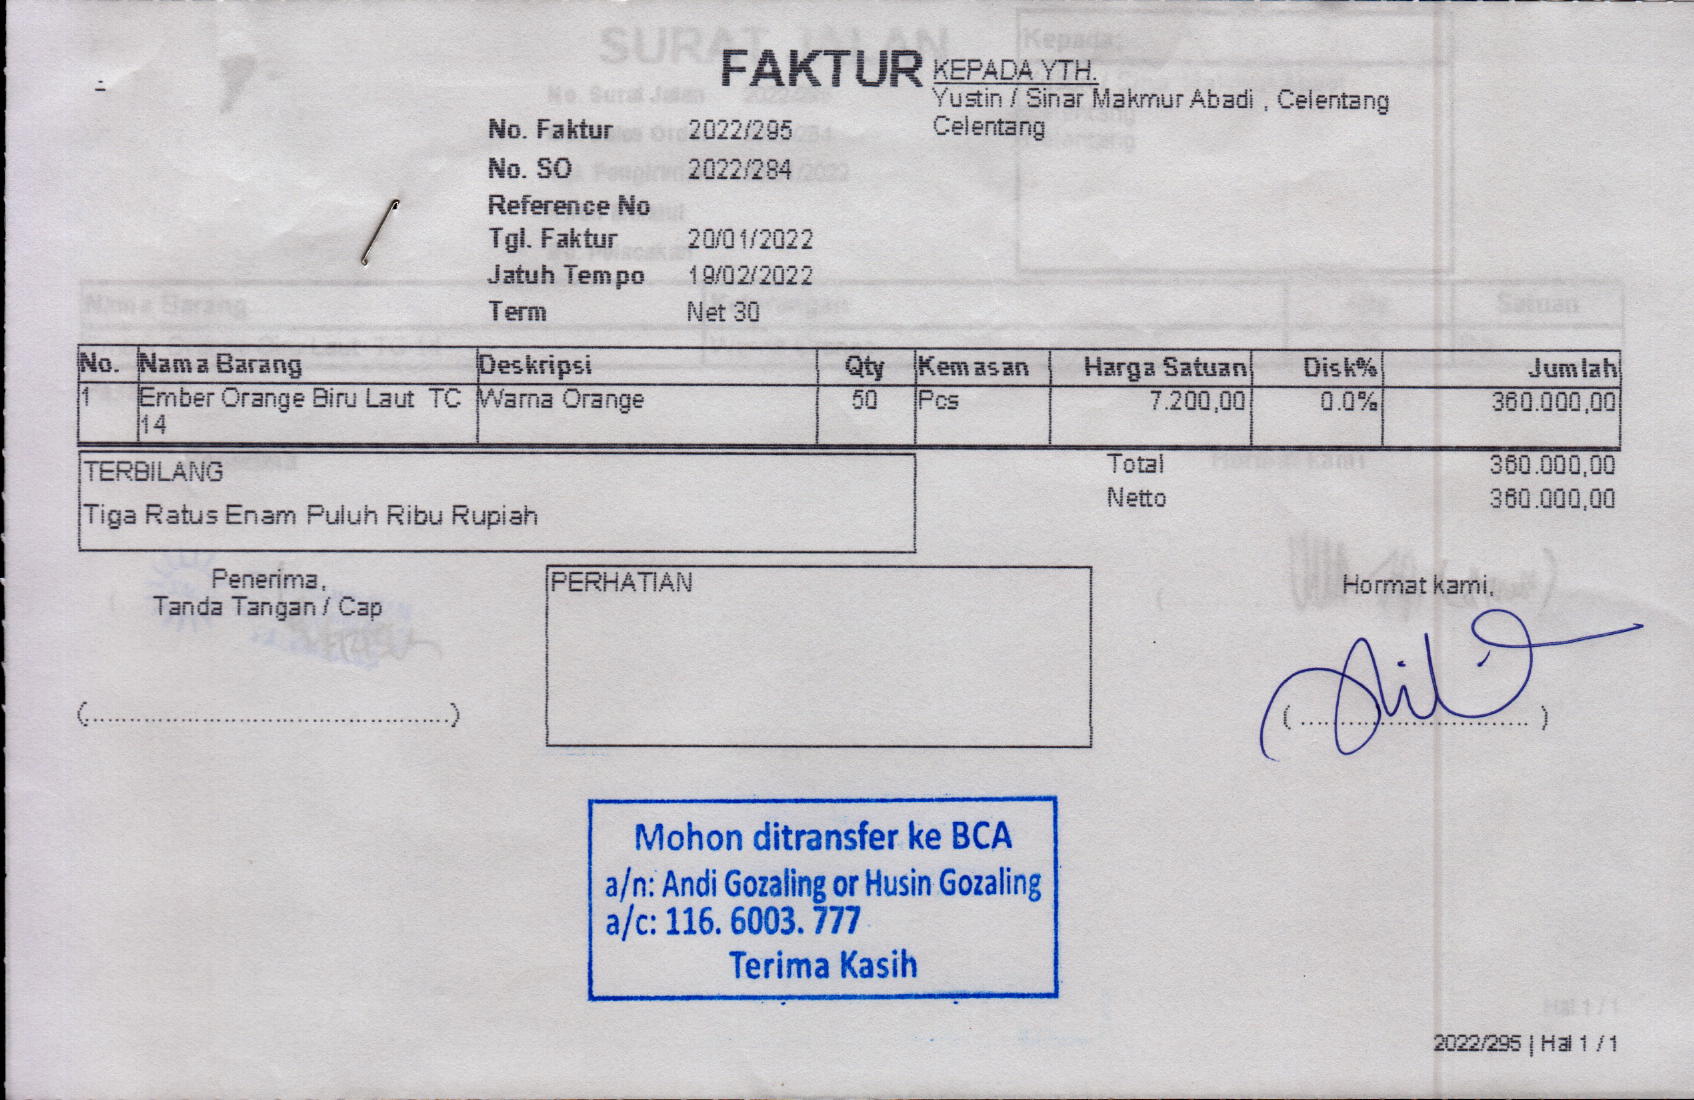 FAKTUR
KEPADA YTH.
Yustin / Sinar Makmur Abadi , Celentang
Celentang
No. Faktur 2022/295
No. SO 2022/284
Reference No
Tgl. Faktur 20/01/2022
Jatuh Tempo 19/02/2022
Term Net 30
No. Nama Barang Deskripsi Qty Kemasan Harga Satuan Disk% Jumlah
1 Ember Orange Biru Laut TC Warna Orange 50 Pcs 7.200,00 0.0% 360.000,00
14
TERBILANG
Tiga Ratus Enam Puluh Ribu Rupiah
Total 360.000,00
Netto 360.000,00
Penerima,
Tanda Tangan / Cap
(..............................................)
PERHATIAN
Hormat kami,
( ............................. )
Mohon ditransfer ke BCA
a/n: Andi Gozaling or Husin Gozaling
a/c: 116. 6003. 777
Terima Kasih
2022/295 | Hal 1 / 1